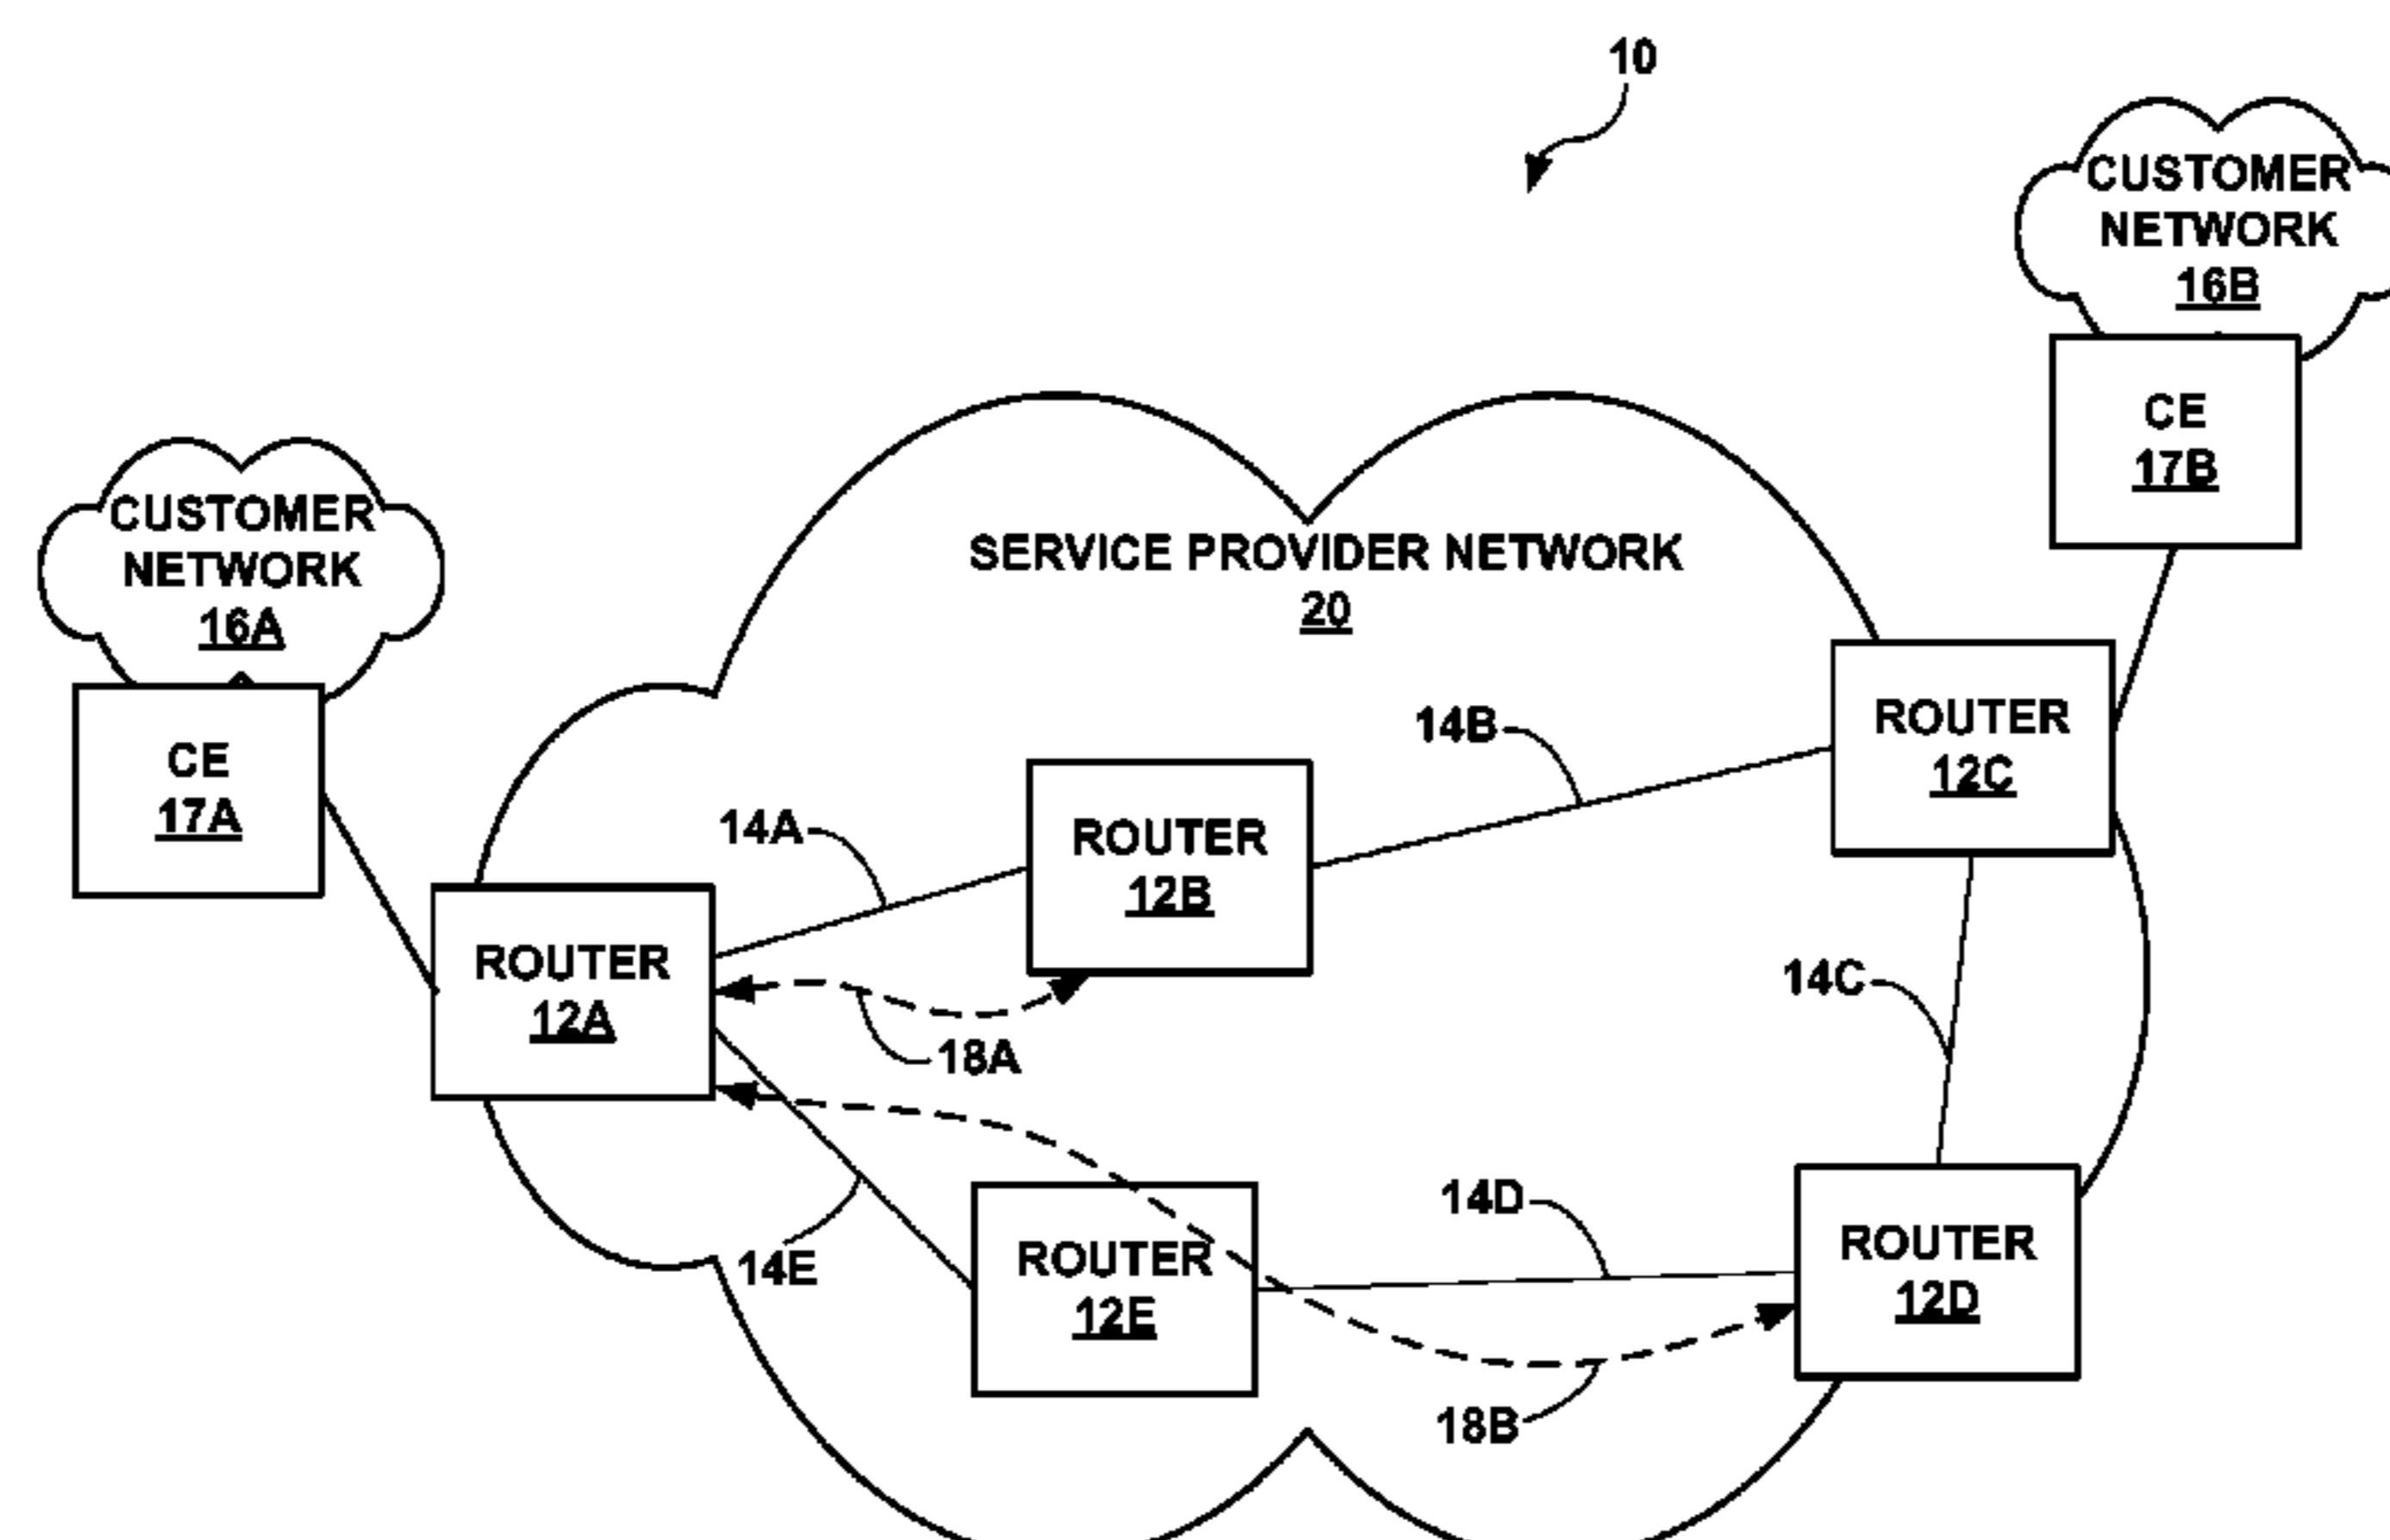 10
CUSTOMER
NETWORK
16B
CE
17B
CUSTOMER
NETWORK
16A
CE
17A
SERVICE PROVIDER NETWORK
20
ROUTER
12C
14B
14A
ROUTER
12B
ROUTER
12A
14C
18A
14D
14E
ROUTER
12E
ROUTER
12D
18B